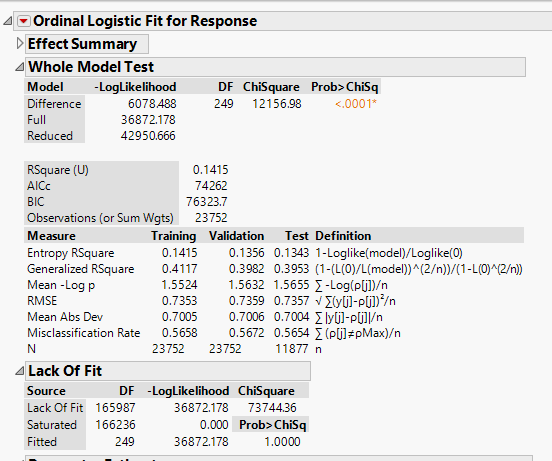 Ordinal Logistic Fit for Response
Effect Summary
Whole Model Test
Model -LogLikelihood DF ChiSquare Prob>ChiSq
Difference 6078.488 249 12156.98 <.0001*
Full 36872.178
Reduced 42950.666
RSquare (U) 0.1415
AICc 74262
BIC 76323.7
Observations (or Sum Wgts) 23752
Measure Training Validation Test Definition
Entropy RSquare 0.1415 0.1356 0.1343 1-Loglike(model)/Loglike(0)
Generalized RSquare 0.4117 0.3982 0.3953 (1-(L(0)/L(model))^(2/n))/(1-L(0)^(2/n))
Mean -Log p 1.5524 1.5632 1.5655 ∑ -Log(ρ[j])/n
RMSE 0.7353 0.7359 0.7357 √ ∑(y[j]-ρ[j])²/n
Mean Abs Dev 0.7005 0.7006 0.7004 ∑ |y[j]-ρ[j]|/n
Misclassification Rate 0.5658 0.5672 0.5654 ∑ (ρ[j]≠ρMax)/n
N 23752 23752 11877 n
Lack Of Fit
Source DF -LogLikelihood ChiSquare
Lack Of Fit 165987 36872.178 73744.36
Saturated 166236 0.000 Prob>ChiSq
Fitted 249 36872.178 1.0000